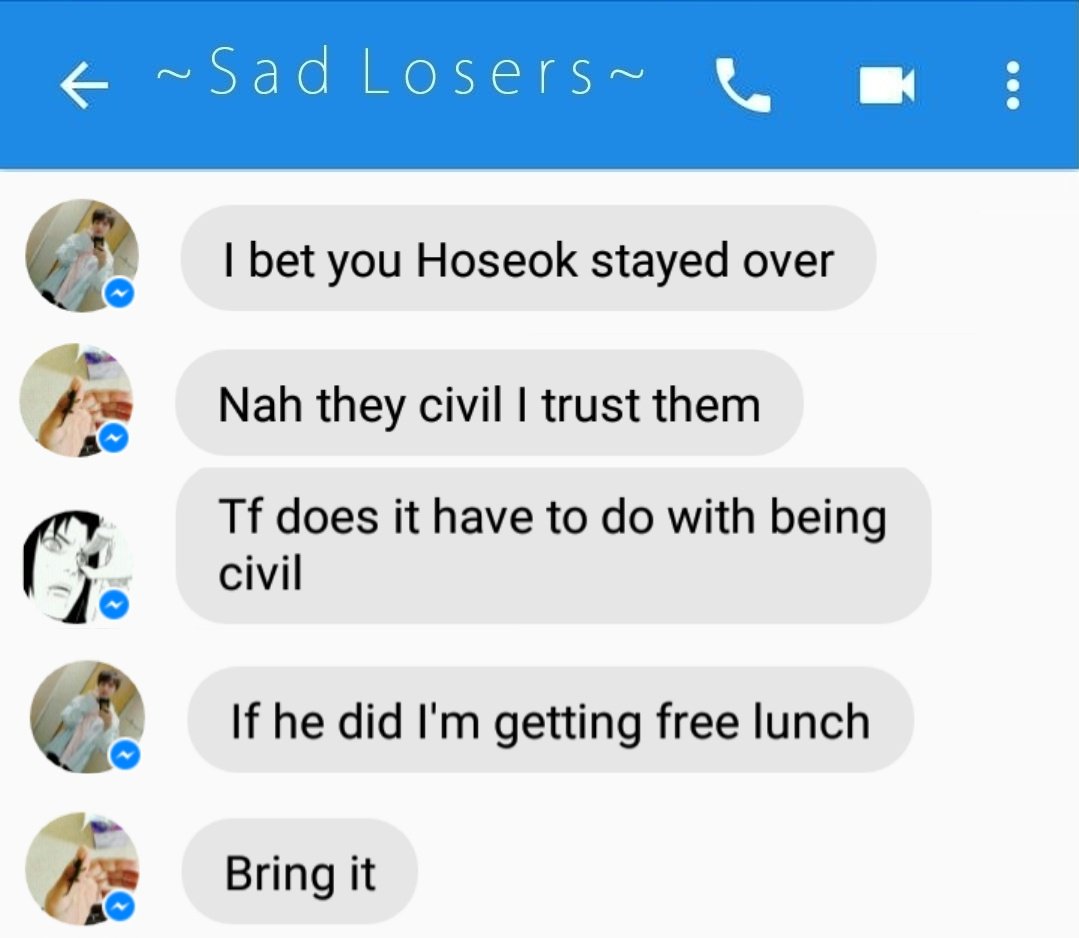 ~Sad Losers~
I bet you Hoseok stayed over
Nah they civil I trust them
Tf does it have to do with being
civil
If he did I'm getting free lunch
Bring it